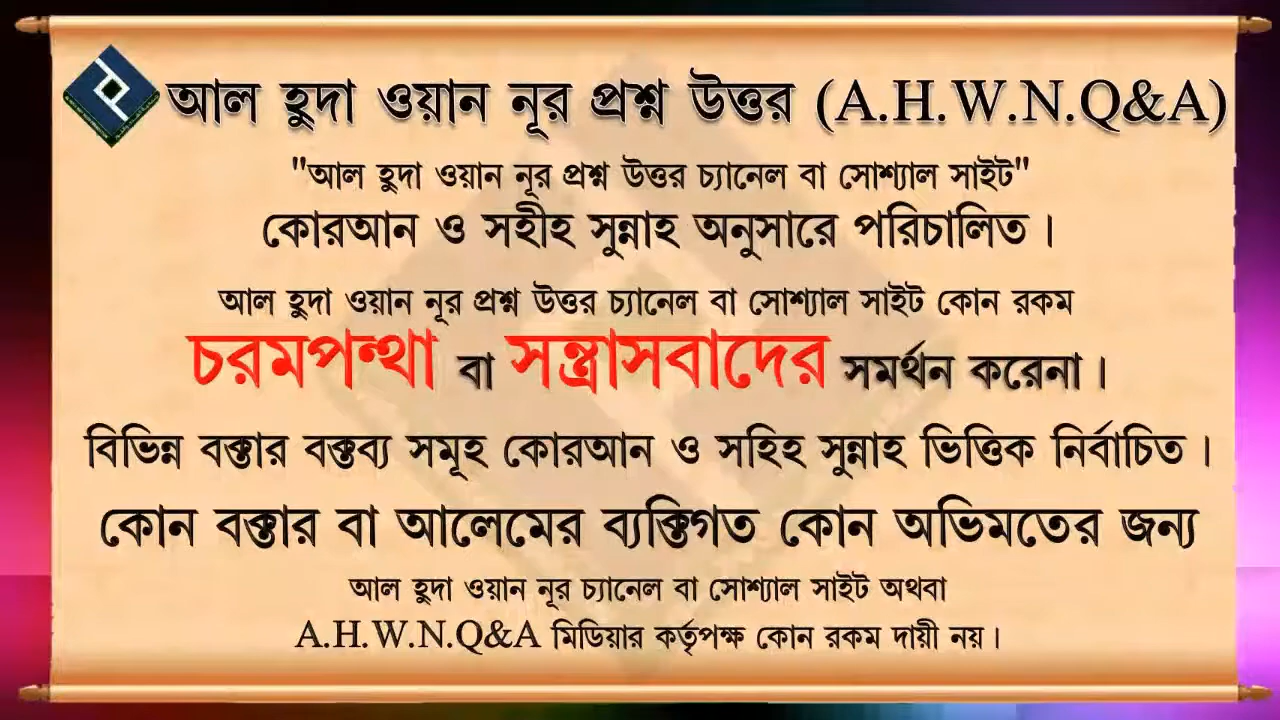 আল হুদা ওয়ান নূর প্রশ্ন উত্তর (A.H.W.N.Q&A)
"আল হুদা ওয়ান নূর প্রশ্ন উত্তর চ্যানেল বা সোশ্যাল সাইট"
কোরআন ও সহীহ সুন্নাহ অনুসারে পরিচালিত।
আল হুদা ওয়ান নূর প্রশ্ন উত্তর চ্যানেল বা সোশ্যাল সাইট কোন রকম
চরমপন্থা বা সন্ত্রাসবাদের সমর্থন করেনা।
বিভিন্ন বক্তার বক্তব্য সমূহ কোরআন ও সহিহ সুন্নাহ ভিত্তিক নির্বাচিত।
কোন বক্তার বা আলেমের ব্যক্তিগত কোন অভিমতের জন্য
আল হুদা ওয়ান নূর চ্যানেল বা সোশ্যাল সাইট অথবা
A.H.W.N.Q&A মিডিয়ার কর্তৃপক্ষ কোন রকম দায়ী নয়।